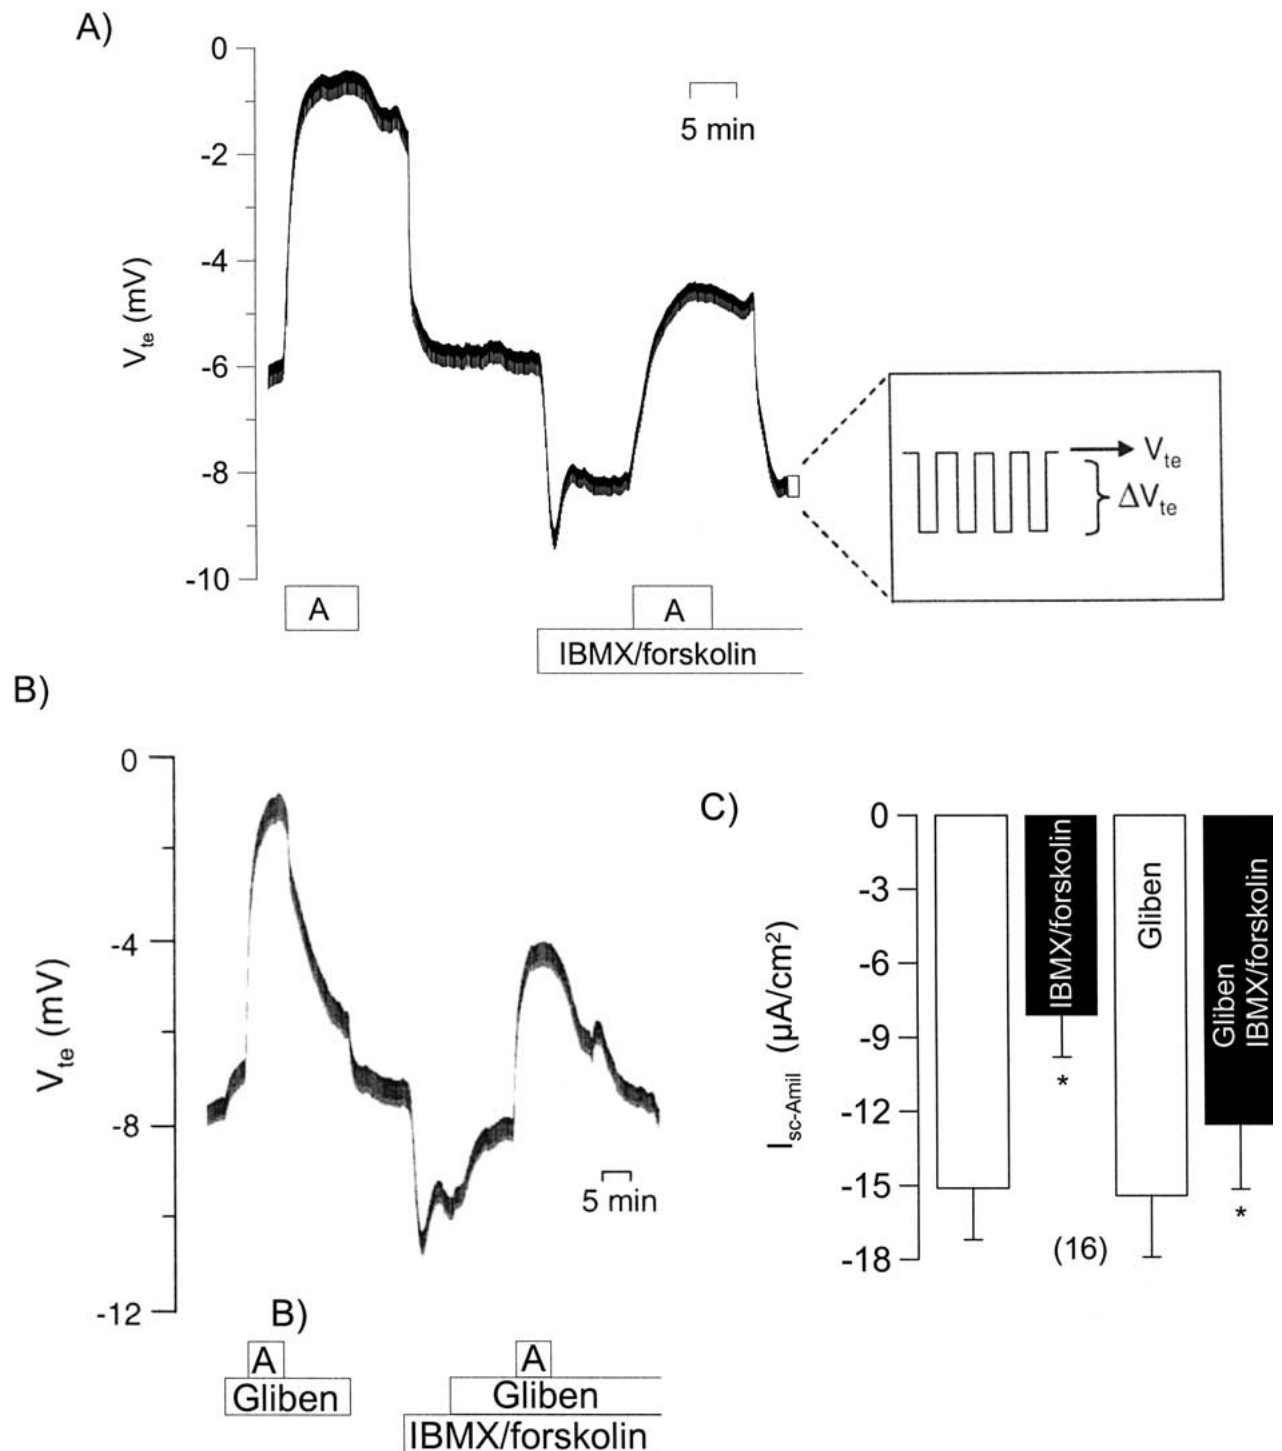 A)
0
-2
-4
-6
-8
-10
V_te (mV)
5 min
V_te
ΔV_te
A
A
IBMX/forskolin
B)
0
-4
-8
-12
V_te (mV)
5 min
B)
A
A
Gliben
Gliben
IBMX/forskolin
C)
0
-3
-6
-9
-12
-15
-18
I_sc-Amil (µA/cm²)
IBMX/forskolin
Gliben
Gliben
IBMX/forskolin
*
*
(16)